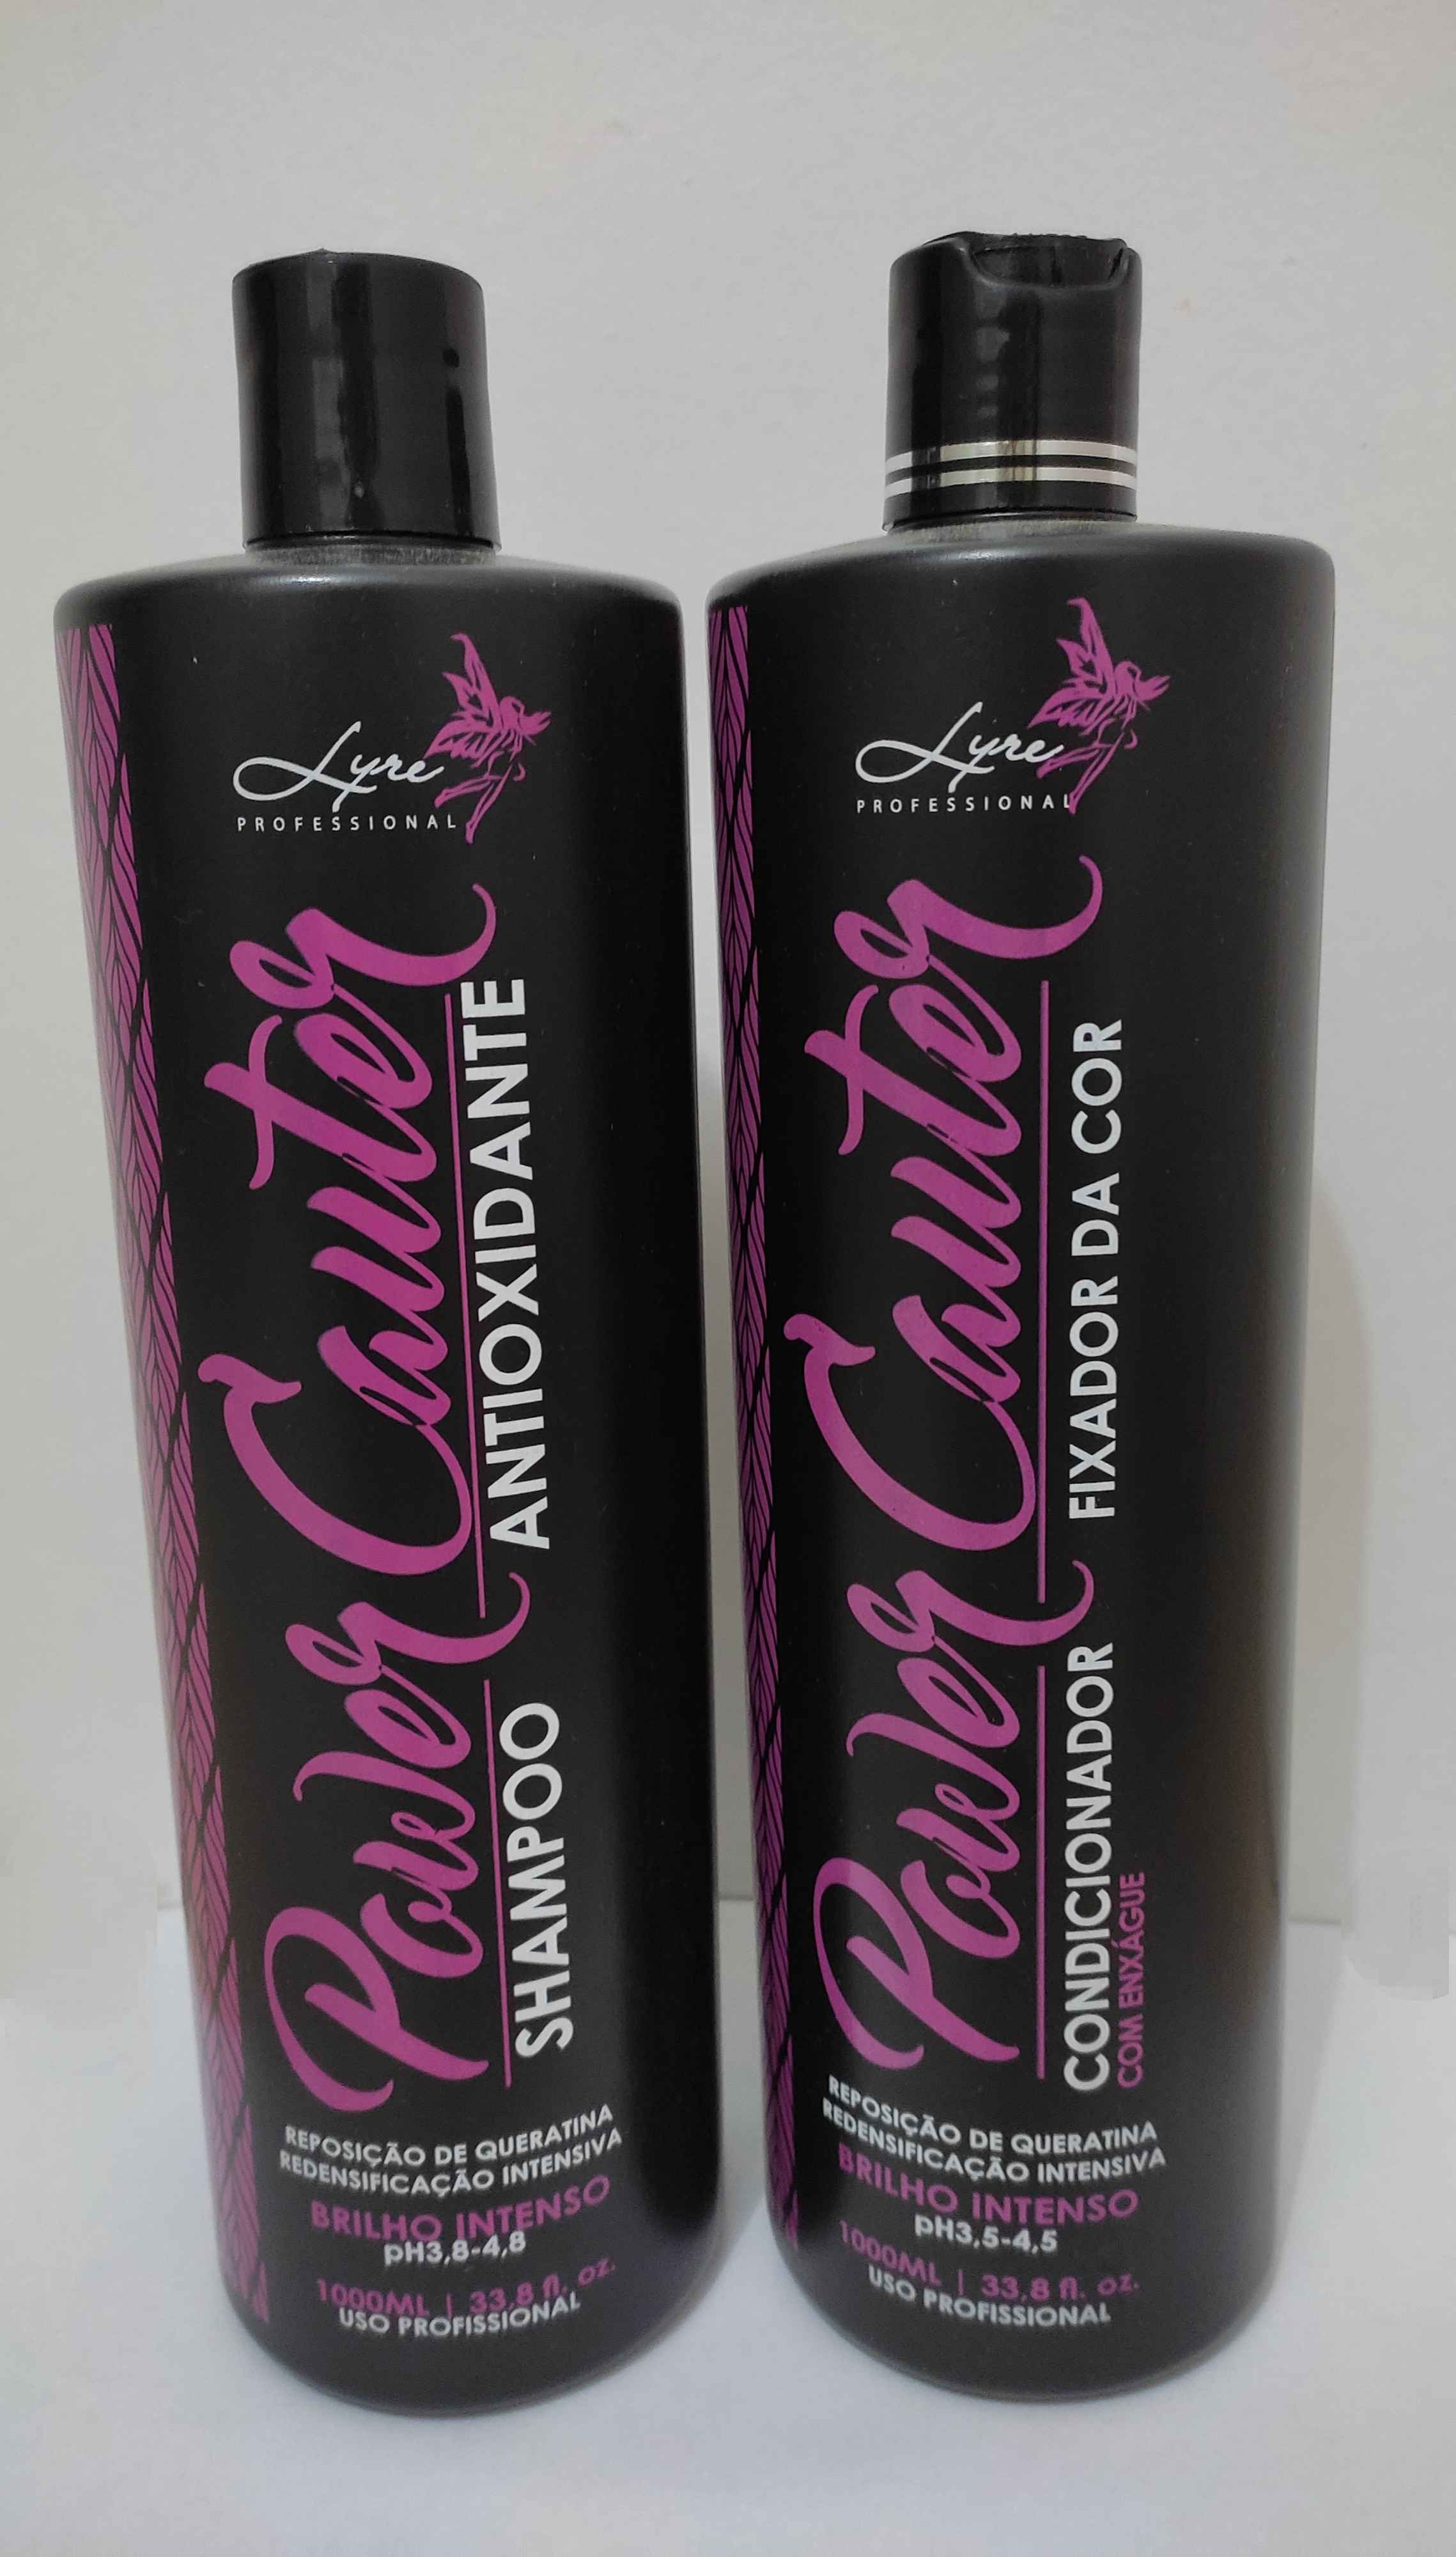 Lyre
PROFESSIONAL
Power Cauter
SHAMPOO ANTIOXIDANTE
REPOSIÇÃO DE QUERATINA
REDENSIFICAÇÃO INTENSIVA
BRILHO INTENSO
pH3,8-4,8
1000ML | 33,8 fl. oz.
USO PROFISSIONAL
Lyre
PROFESSIONAL
Power Cauter
CONDICIONADOR FIXADOR DA COR
COM ENXÁGUE
REPOSIÇÃO DE QUERATINA
REDENSIFICAÇÃO INTENSIVA
BRILHO INTENSO
pH3,5-4,5
1000ML | 33,8 fl. oz.
USO PROFISSIONAL